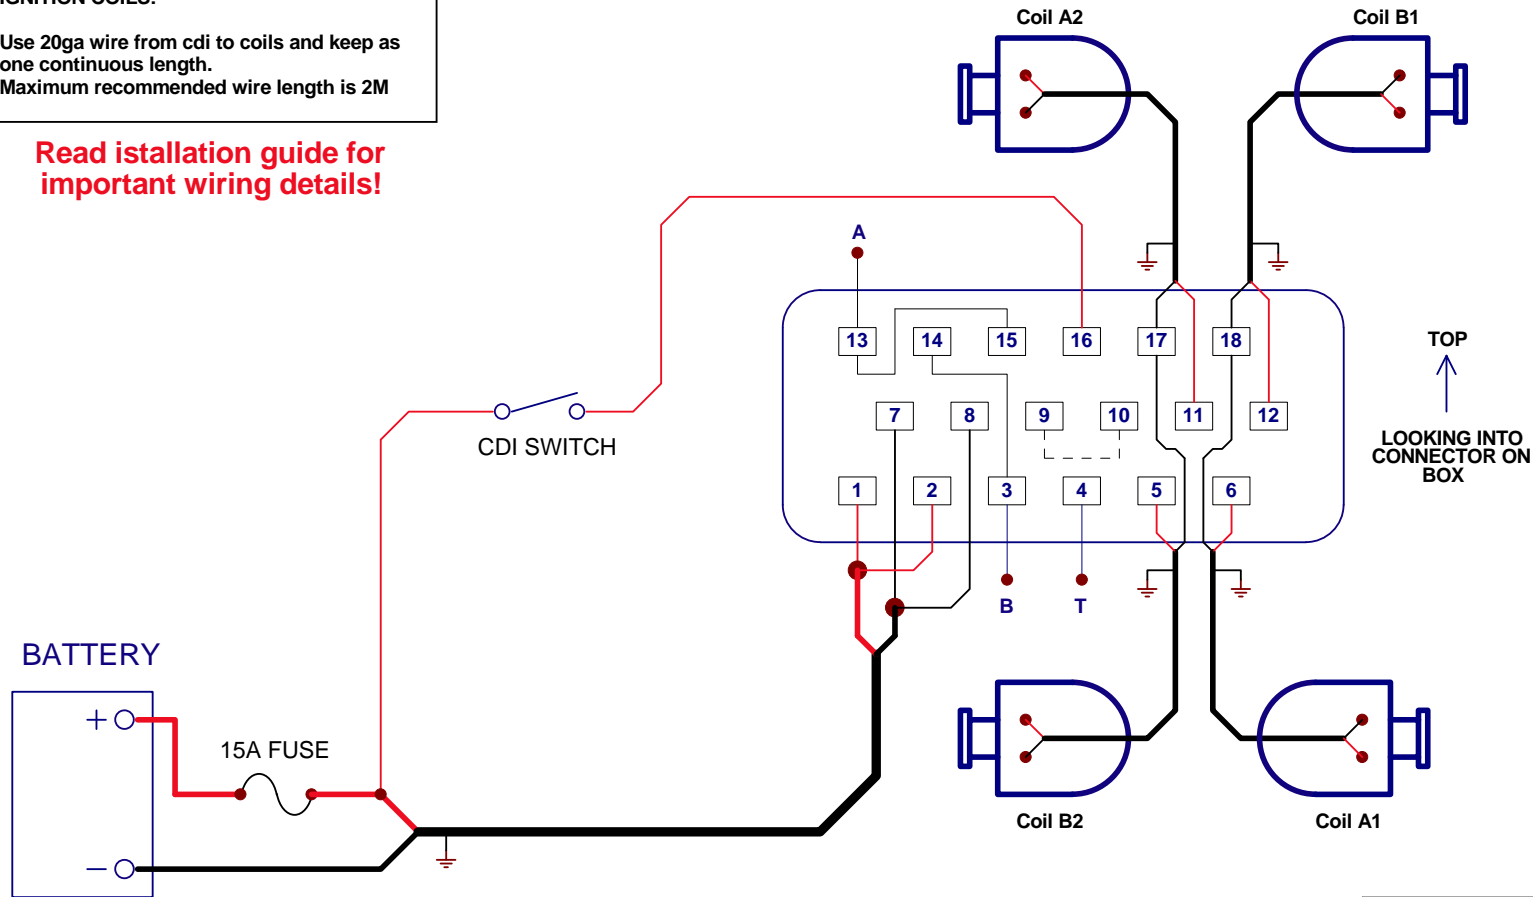 IGNITION COILS:
Use 20ga wire from cdi to coils and keep as
one continuous length.
Maximum recommended wire length is 2M
Read istallation guide for
important wiring details!
Coil A2
Coil B1
A
13
14
15
16
17
18
TOP
7
8
9
10
11
12
CDI SWITCH
LOOKING INTO
CONNECTOR ON
BOX
1
2
3
4
5
6
B
T
BATTERY
+
15A FUSE
−
Coil B2
Coil A1